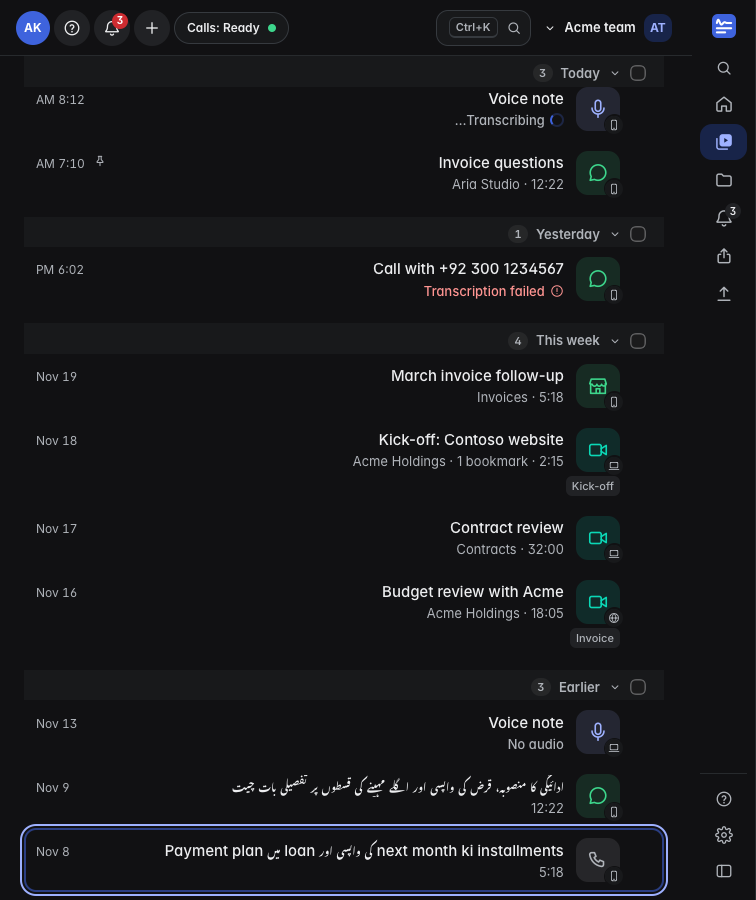 AK
3
Calls: Ready
Ctrl+K
Acme team
AT
3
Today
AM 8:12
Voice note
Transcribing...
AM 7:10
Invoice questions
Aria Studio · 12:22
Yesterday
1
PM 6:02
Call with +92 300 1234567
Transcription failed
This week
4
Nov 19
March invoice follow-up
Invoices · 5:18
Nov 18
Kick-off: Contoso website
Acme Holdings · 1 bookmark · 2:15
Kick-off
Nov 17
Contract review
Contracts · 32:00
Nov 16
Budget review with Acme
Acme Holdings · 18:05
Invoice
Earlier
3
Nov 13
Voice note
No audio
Nov 9
ادائیگی کا منصوبہ، قرض کی واپسی اور اگلے مہینے کی قسطوں پر تفصیلی بات چیت
12:22
Nov 8
Payment plan میں loan کی واپسی اور next month ki installments
5:18
3